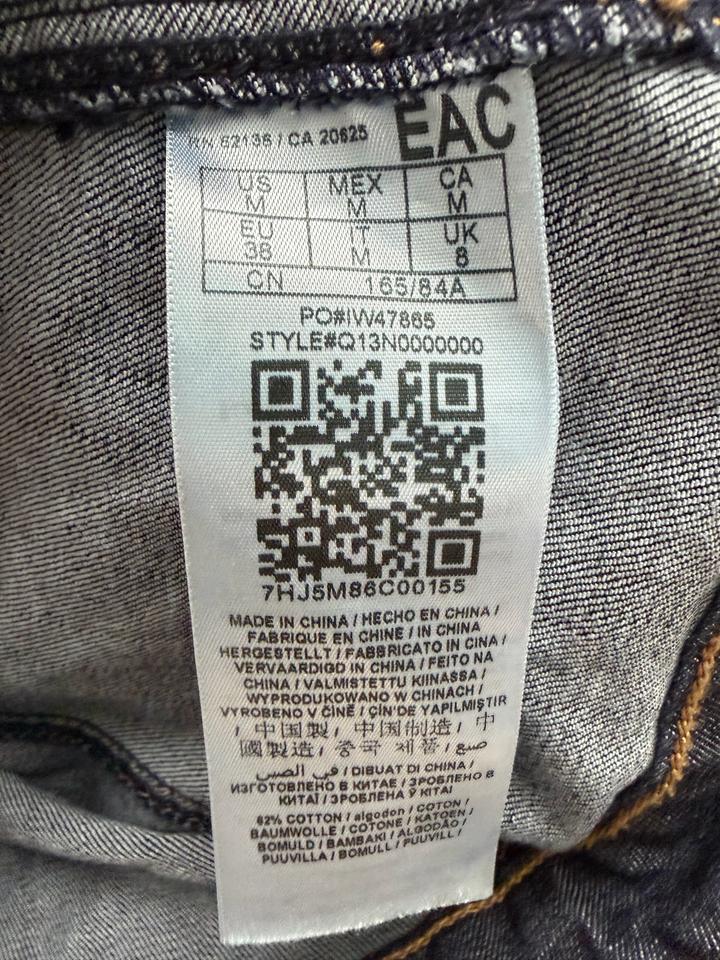 RN 62136 / CA 20625
EAC
US MEX CA
M M M
EU IT UK
38 M 8
CN 165/84A
PO#IW47865
STYLE#Q13N0000000
7HJ5M86C00155
MADE IN CHINA / HECHO EN CHINA /
FABRIQUE EN CHINE / IN CHINA
HERGESTELLT / FABBRICATO IN CINA /
VERVAARDIGD IN CHINA / FEITO NA
CHINA / VALMISTETTU KIINASSA /
WYPRODUKOWANO W CHINACH /
VYROBENO V ČÍNĚ / ÇİN'DE YAPILMIŞTIR
/ 中国製 / 中国制造 / 中
國製造 / 중국 제품 / صنع
في الصين / DIBUAT DI CHINA /
ИЗГОТОВЛЕНО В КИТАЕ / ЗРОБЛЕНО В
КИТАЇ / ЗРОБЛЕНА Ў КІТАІ
62% COTTON / algodon / COTON /
BAUMWOLLE / COTONE / KATOEN /
BOMULD / BAMBAKI / ALGODÃO /
PUUVILLA / BOMULL / PUUVILL /